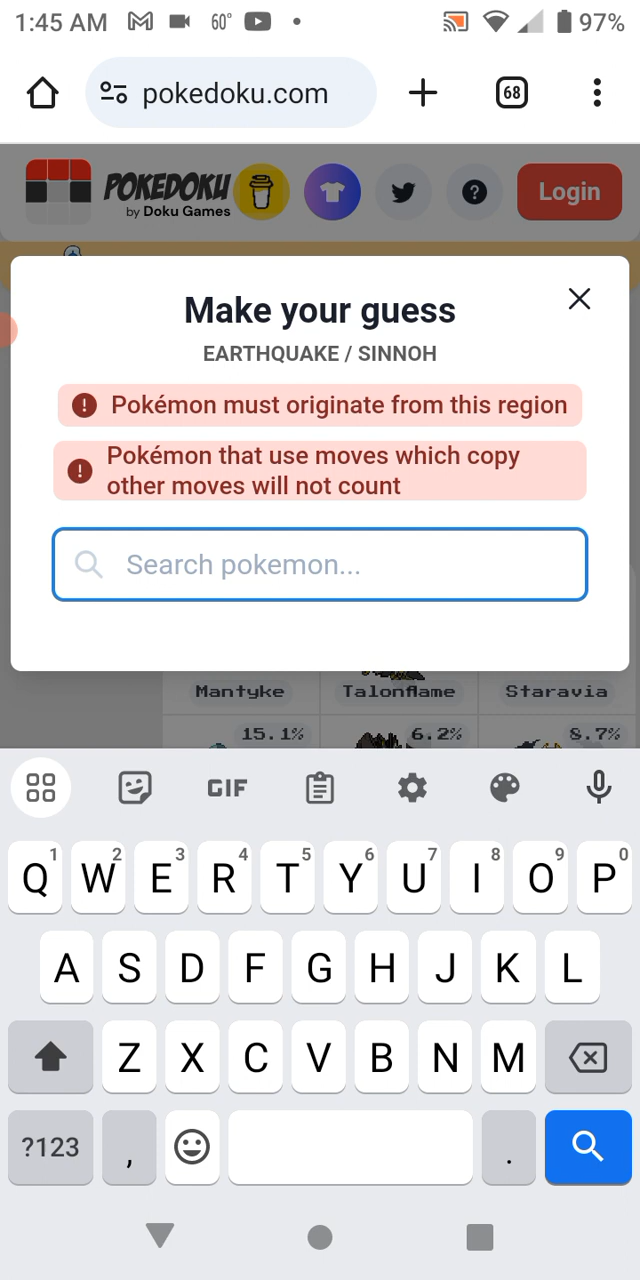 1:45 AM 60° 97%
pokedoku.com 68
POKEDOKU
by Doku Games
Login
Make your guess
EARTHQUAKE / SINNOH
Pokémon must originate from this region
Pokémon that use moves which copy
other moves will not count
Search pokemon...
Mantyke Talonflame Staravia
15.1% 6.2% 8.7%
GIF
1 2 3 4 5 6 7 8 9 0
Q W E R T Y U I O P
A S D F G H J K L
Z X C V B N M
?123 , .